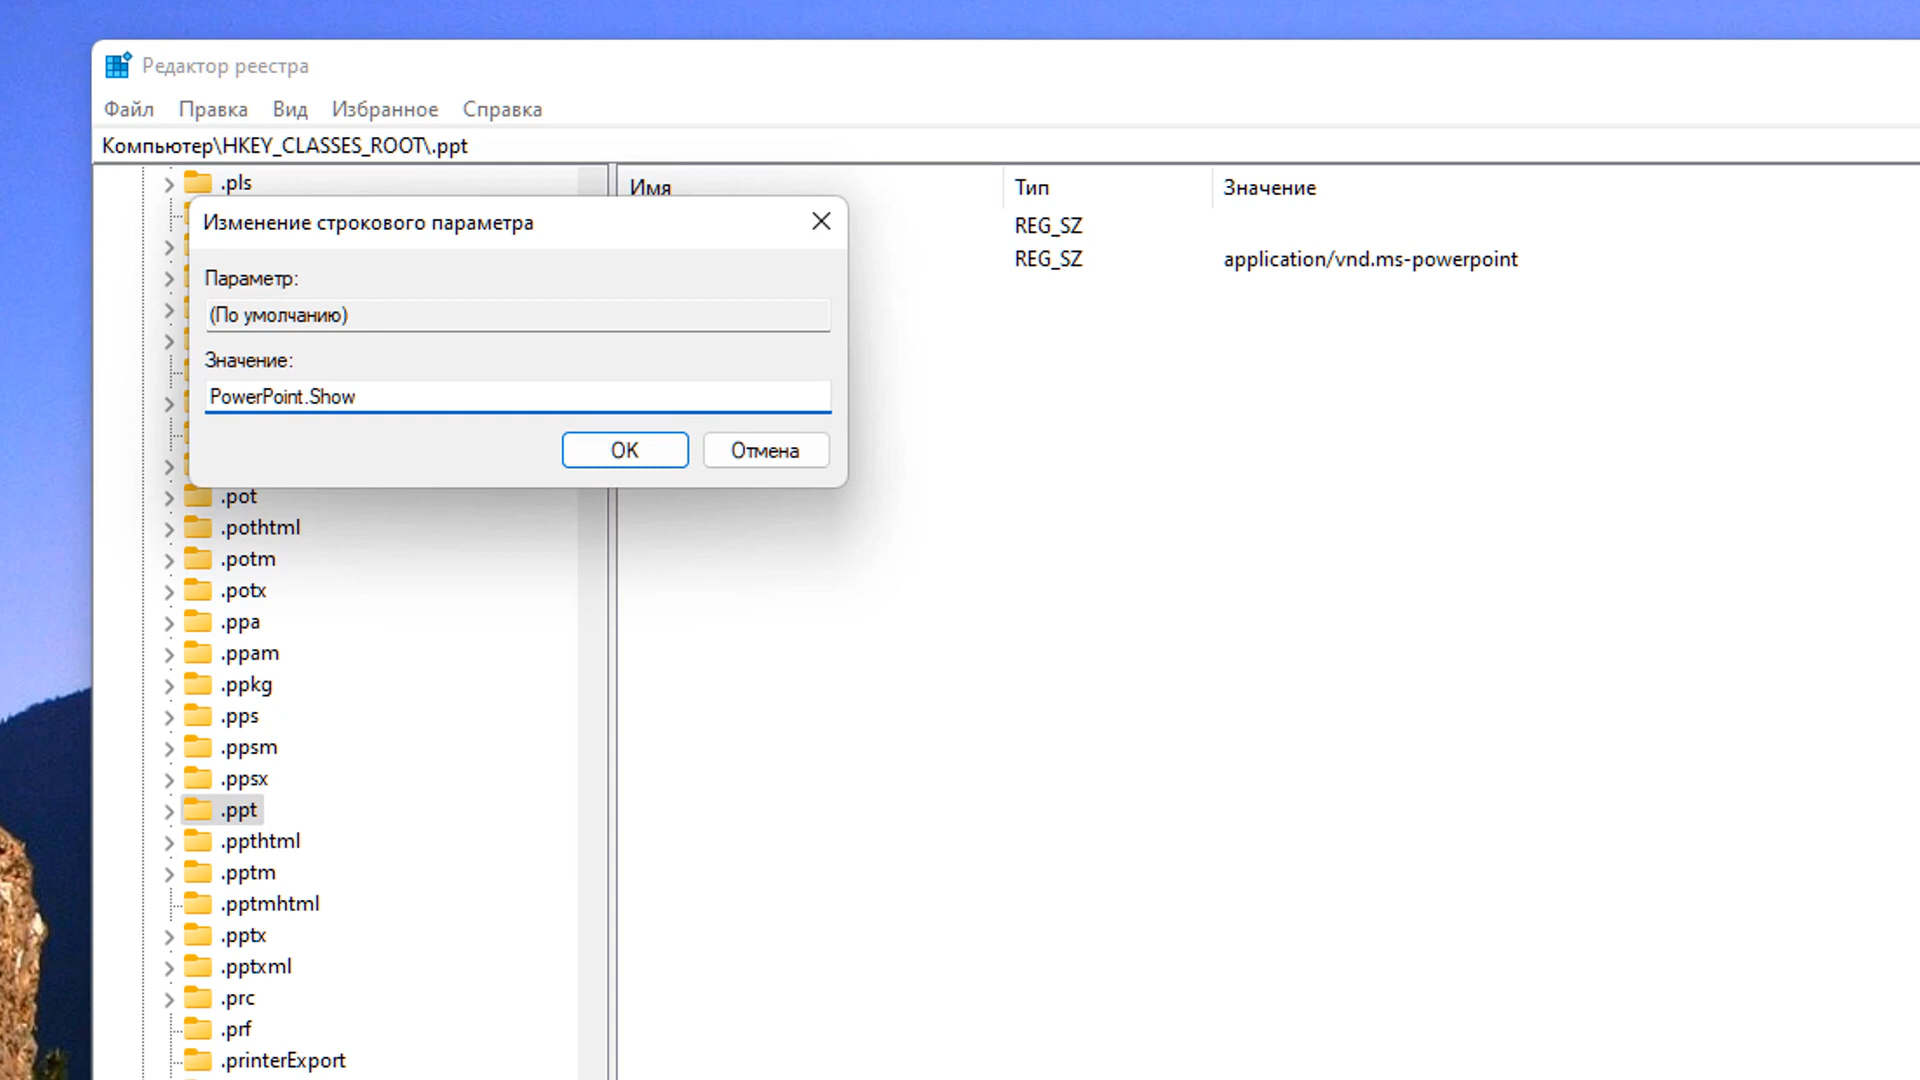 Редактор реестра
Файл Правка Вид Избранное Справка
Компьютер\HKEY_CLASSES_ROOT\.ppt
.pls
Имя Тип Значение
REG_SZ
REG_SZ application/vnd.ms-powerpoint
Изменение строкового параметра
Параметр:
(По умолчанию)
Значение:
PowerPoint.Show
OK Отмена
.pot
.pothtml
.potm
.potx
.ppa
.ppam
.ppkg
.pps
.ppsm
.ppsx
.ppt
.ppthtml
.pptm
.pptmhtml
.pptx
.pptxml
.prc
.prf
.printerExport